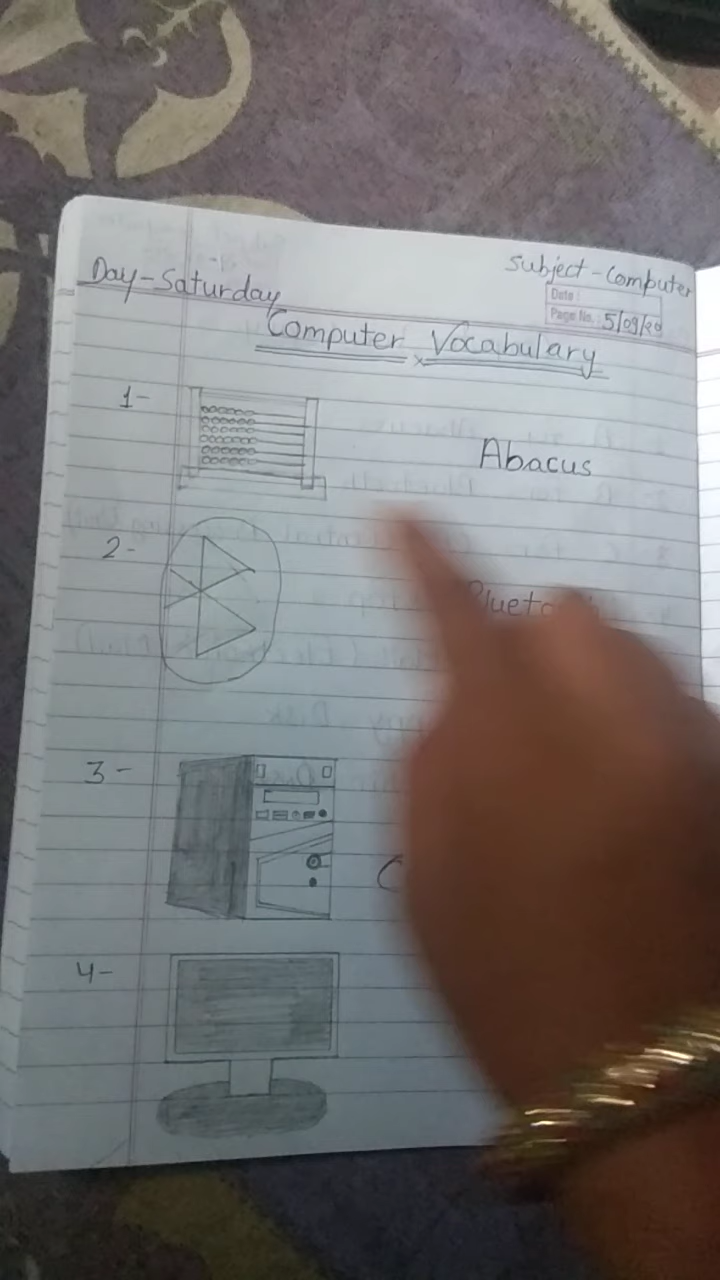 Subject-Computer
Day-Saturday
Date :
Page No. : 5/09/20
Computer Vocabulary
1-
Abacus
2-
3-
4-